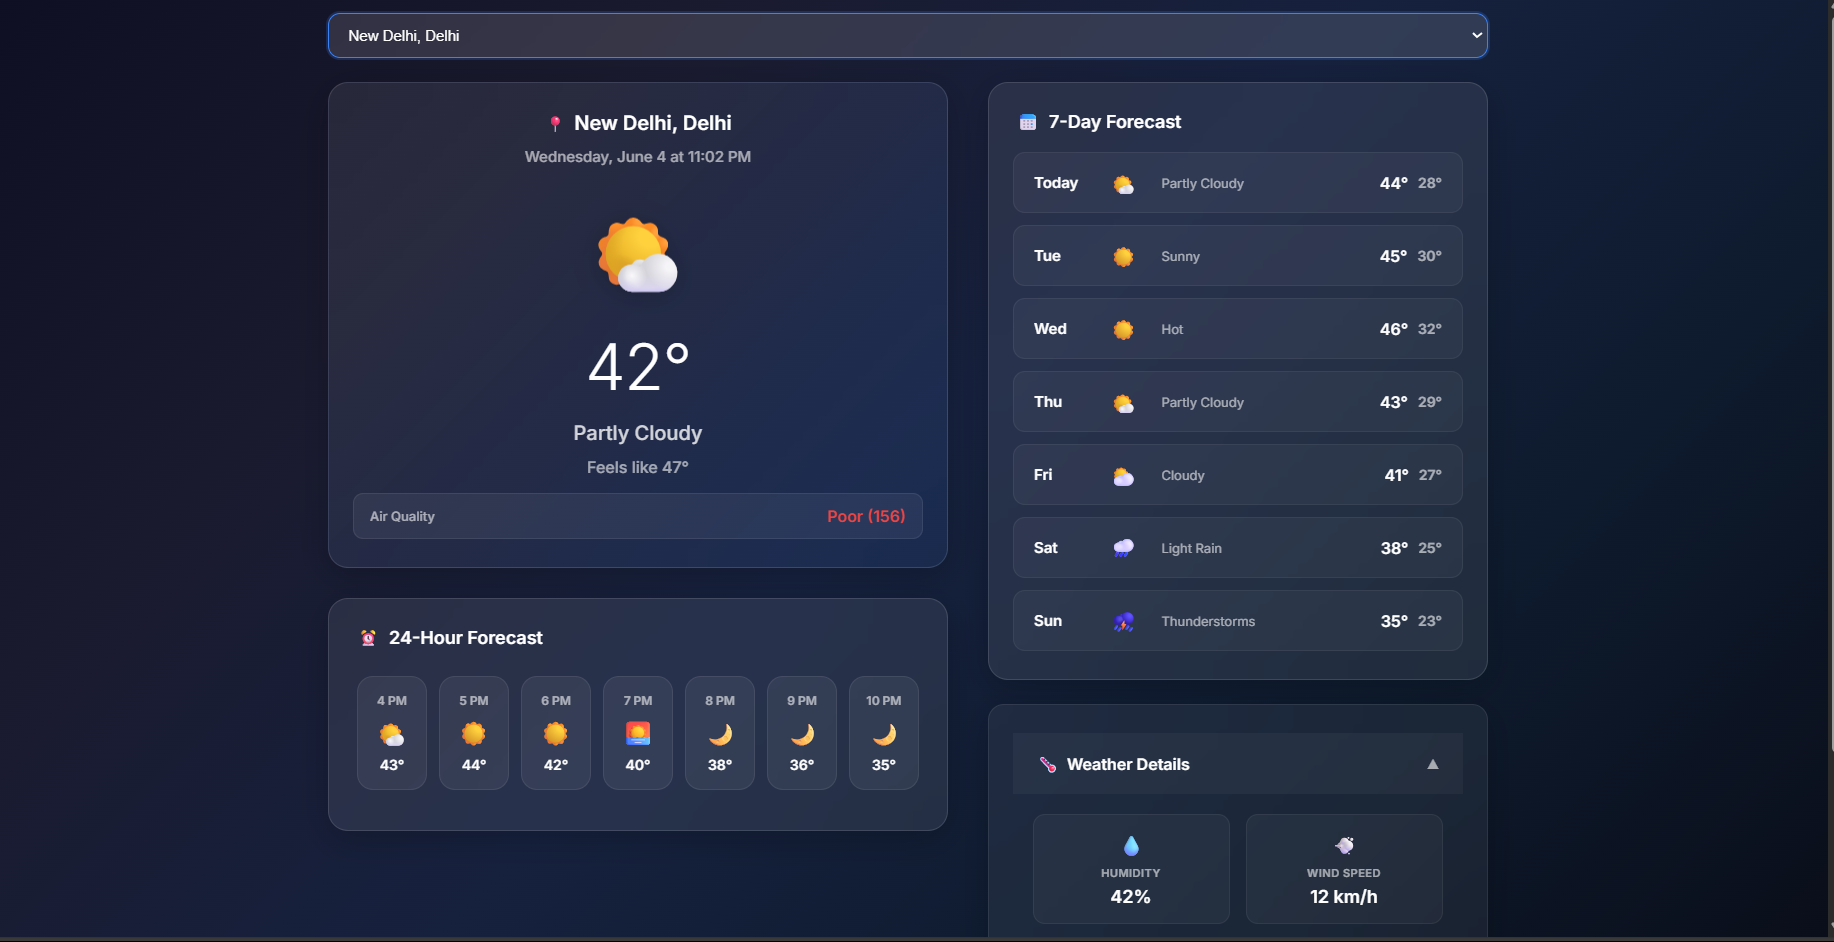 New Delhi, Delhi
New Delhi, Delhi
Wednesday, June 4 at 11:02 PM
42°
Partly Cloudy
Feels like 47°
Air Quality Poor (156)
24-Hour Forecast
4 PM 5 PM 6 PM 7 PM 8 PM 9 PM 10 PM
43° 44° 42° 40° 38° 36° 35°
7-Day Forecast
Today Partly Cloudy 44° 28°
Tue Sunny 45° 30°
Wed Hot 46° 32°
Thu Partly Cloudy 43° 29°
Fri Cloudy 41° 27°
Sat Light Rain 38° 25°
Sun Thunderstorms 35° 23°
Weather Details ▲
HUMIDITY WIND SPEED
42% 12 km/h